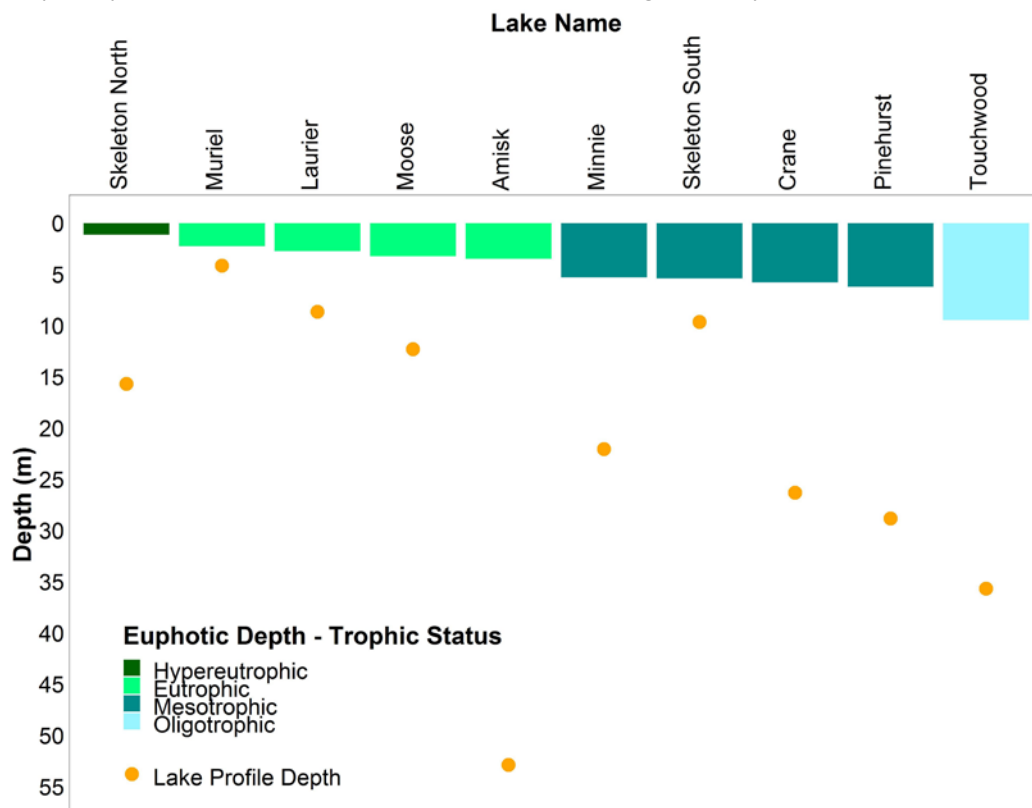 Lake Name
Skeleton North
Muriel
Laurier
Moose
Amisk
Minnie
Skeleton South
Crane
Pinehurst
Touchwood
Depth (m)
0
5
10
15
20
25
30
35
40
45
50
55
Euphotic Depth - Trophic Status
Hypereutrophic
Eutrophic
Mesotrophic
Oligotrophic
Lake Profile Depth